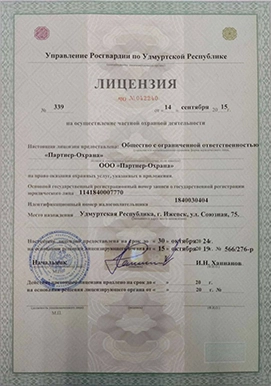 Управление Росгвардии по Удмуртской Республике
ЛИЦЕНЗИЯ
№ 339 от 14 сентября 2015
на осуществление частной охранной деятельности
Настоящая лицензия предоставлена: Общество с ограниченной ответственностью
«Партнер-Охрана»
ООО «Партнер-Охрана»
на право оказания охранных услуг, указанных в приложении.
Основной государственный регистрационный номер записи о государственной регистрации
юридического лица 1141840007770
Идентификационный номер налогоплательщика 1840030404
Место нахождения Удмуртская Республика, г. Ижевск, ул. Союзная, 75.
Настоящая лицензия предоставлена на срок до 30 октября 2024
на основании решения лицензирующего органа от 15 октября 2019 № 566/276-р
Начальник И.Н. Ханнанов
Действие настоящей лицензии продлено на срок до 20 г.
на основании решения лицензирующего органа от 20 г. №
М.П.